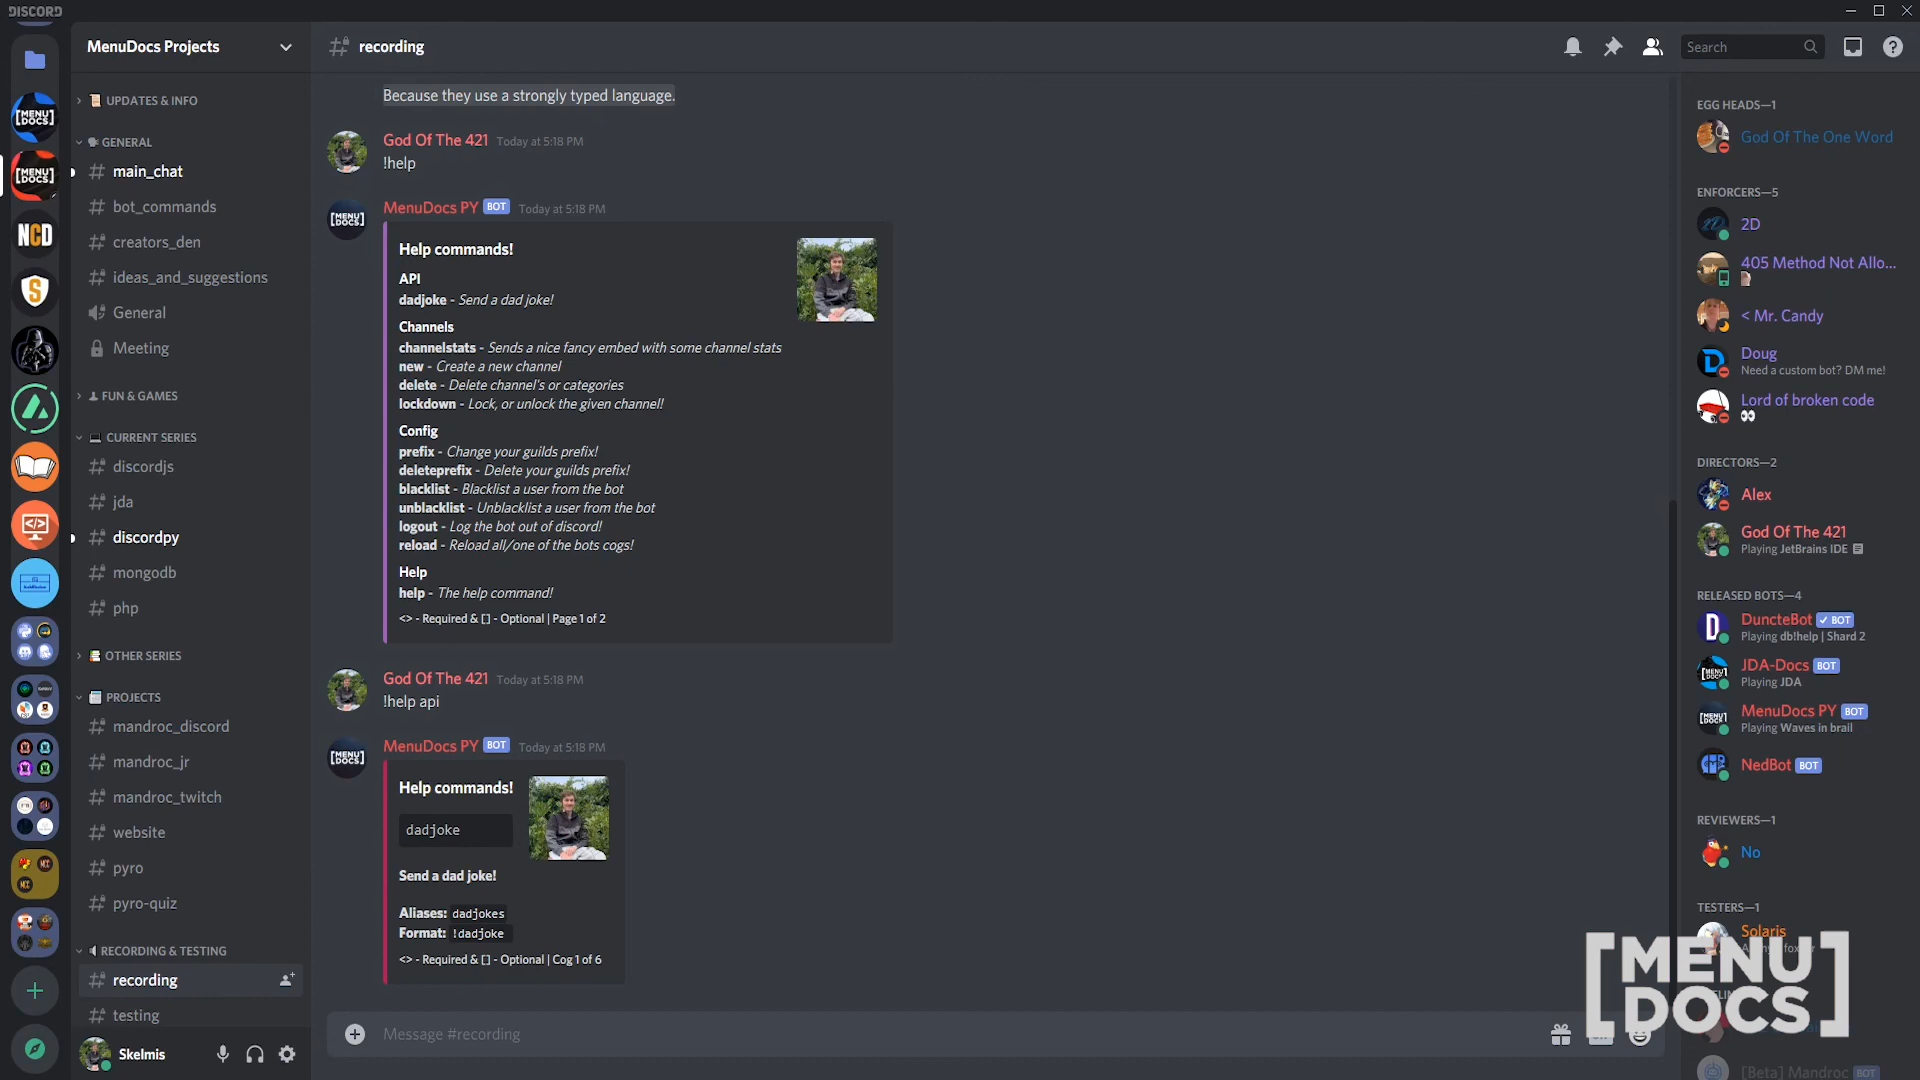 DISCORD
MenuDocs Projects
UPDATES & INFO
GENERAL
main_chat
bot_commands
creators_den
ideas_and_suggestions
General
Meeting
FUN & GAMES
CURRENT SERIES
discordjs
jda
discordpy
mongodb
php
OTHER SERIES
PROJECTS
mandroc_discord
mandroc_jr
mandroc_twitch
website
pyro
pyro-quiz
RECORDING & TESTING
recording
testing
Skelmis
[MENU]
DOCS
[MENU]
DOCS
NCD
S
recording
Search
Because they use a strongly typed language.
God Of The 421 Today at 5:18 PM
!help
MenuDocs PY BOT Today at 5:18 PM
Help commands!
API
dadjoke - Send a dad joke!
Channels
channelstats - Sends a nice fancy embed with some channel stats
new - Create a new channel
delete - Delete channel's or categories
lockdown - Lock, or unlock the given channel!
Config
prefix - Change your guilds prefix!
deleteprefix - Delete your guilds prefix!
blacklist - Blacklist a user from the bot
unblacklist - Unblacklist a user from the bot
logout - Log the bot out of discord!
reload - Reload all/one of the bots cogs!
Help
help - The help command!
<> - Required & [] - Optional | Page 1 of 2
God Of The 421 Today at 5:18 PM
!help api
MenuDocs PY BOT Today at 5:18 PM
Help commands!
dadjoke
Send a dad joke!
Aliases: dadjokes
Format: !dadjoke
<> - Required & [] - Optional | Cog 1 of 6
Message #recording
EGG HEADS—1
God Of The One Word
ENFORCERS—5
2D
405 Method Not Allo...
< Mr. Candy
Doug
Need a custom bot? DM me!
Lord of broken code
DIRECTORS—2
Alex
God Of The 421
Playing JetBrains IDE
RELEASED BOTS—4
DuncteBot BOT
Playing db!help | Shard 2
JDA-Docs BOT
Playing JDA
MenuDocs PY BOT
Playing Waves in brail
NedBot BOT
REVIEWERS—1
No
TESTERS—1
Solaris
[MENU
DOCS]
[Beta] Mandroc BOT